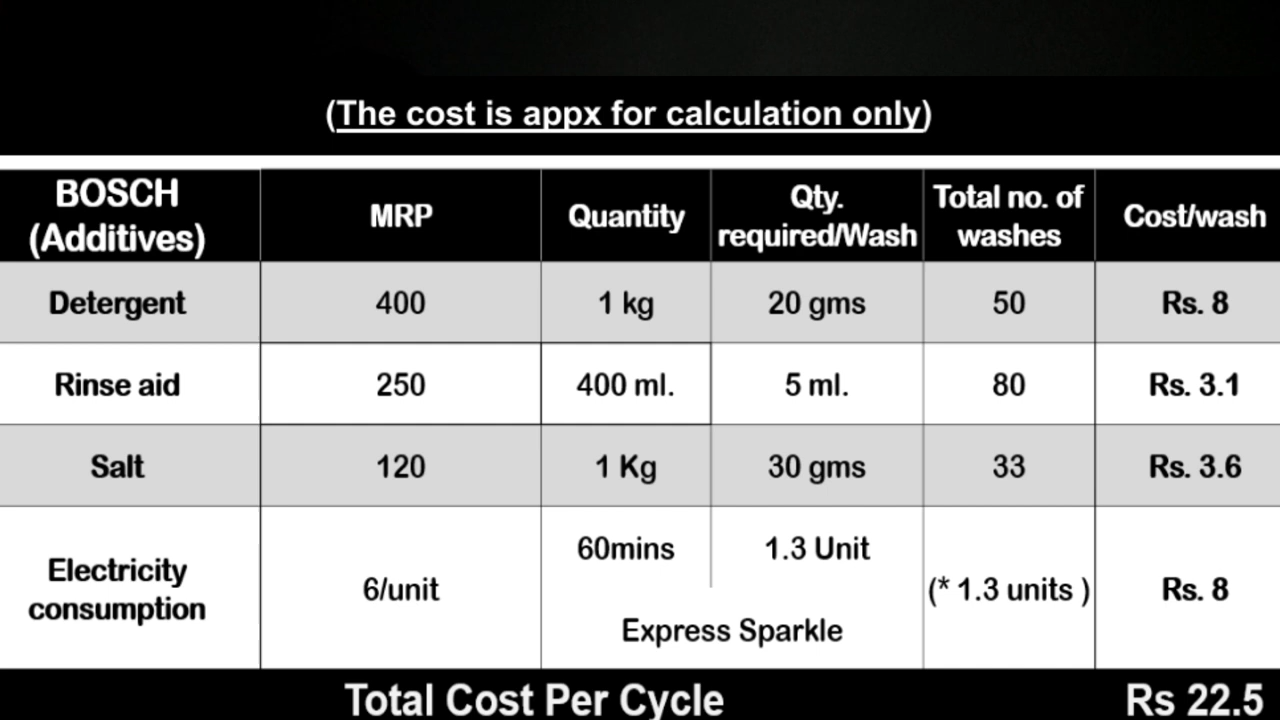 (The cost is appx for calculation only)
BOSCH (Additives) MRP Quantity Qty. required/Wash Total no. of washes Cost/wash
Detergent 400 1 kg 20 gms 50 Rs. 8
Rinse aid 250 400 ml. 5 ml. 80 Rs. 3.1
Salt 120 1 Kg 30 gms 33 Rs. 3.6
Electricity consumption 6/unit 60mins 1.3 Unit (* 1.3 units ) Rs. 8
Express Sparkle
Total Cost Per Cycle Rs 22.5